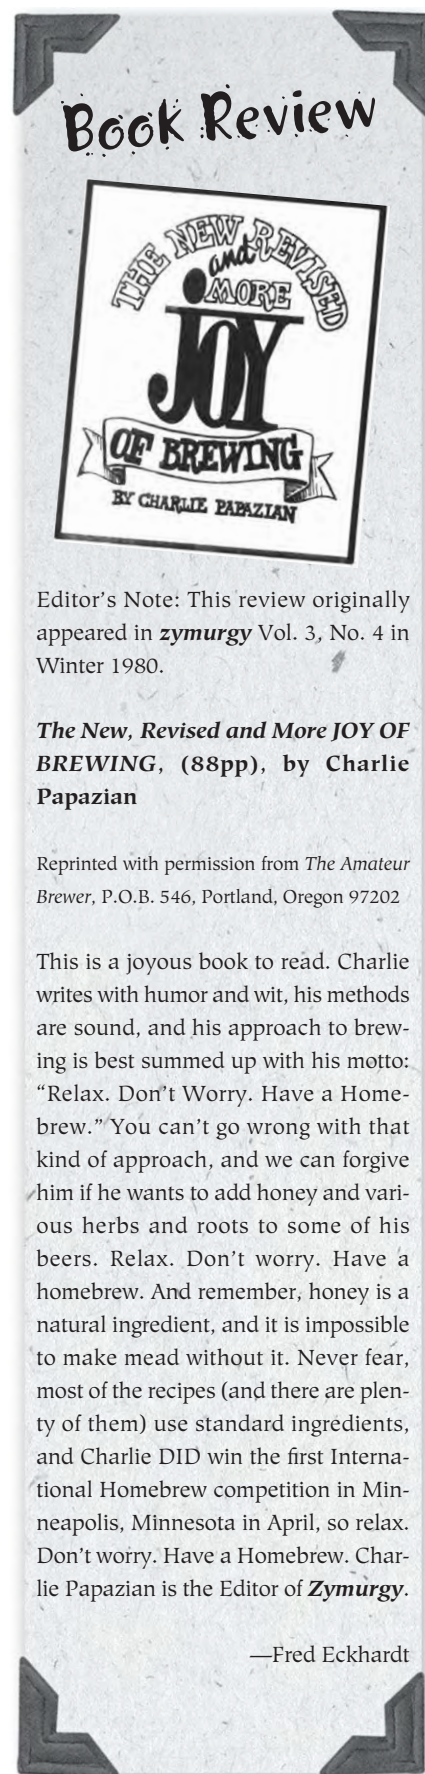 Book Review
THE NEW REVISED
and
MORE
JOY
OF BREWING
BY CHARLIE PAPAZIAN
Editor's Note: This review originally
appeared in zymurgy Vol. 3, No. 4 in
Winter 1980.
The New, Revised and More JOY OF
BREWING, (88pp), by Charlie
Papazian
Reprinted with permission from The Amateur
Brewer, P.O.B. 546, Portland, Oregon 97202
This is a joyous book to read. Charlie
writes with humor and wit, his methods
are sound, and his approach to brew-
ing is best summed up with his motto:
“Relax. Don't Worry. Have a Home-
brew.” You can't go wrong with that
kind of approach, and we can forgive
him if he wants to add honey and vari-
ous herbs and roots to some of his
beers. Relax. Don't worry. Have a
homebrew. And remember, honey is a
natural ingredient, and it is impossible
to make mead without it. Never fear,
most of the recipes (and there are plen-
ty of them) use standard ingredients,
and Charlie DID win the first Interna-
tional Homebrew competition in Min-
neapolis, Minnesota in April, so relax.
Don't worry. Have a Homebrew. Char-
lie Papazian is the Editor of Zymurgy.
—Fred Eckhardt